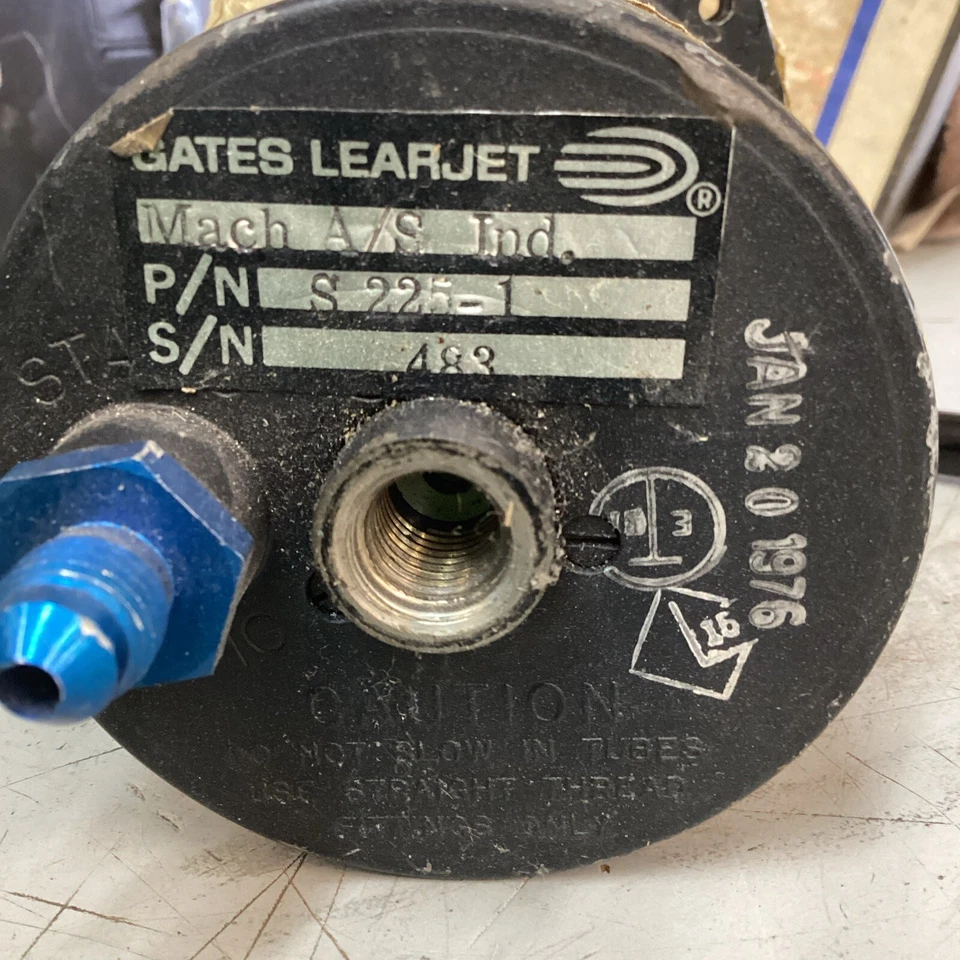 GATES LEARJET ®
Mach A/S Ind.
P/N S 225-1
S/N 483
JAN 20 1976
16
CAUTION
DO NOT BLOW IN TUBES
USE STRAIGHT THREAD
FITTINGS ONLY